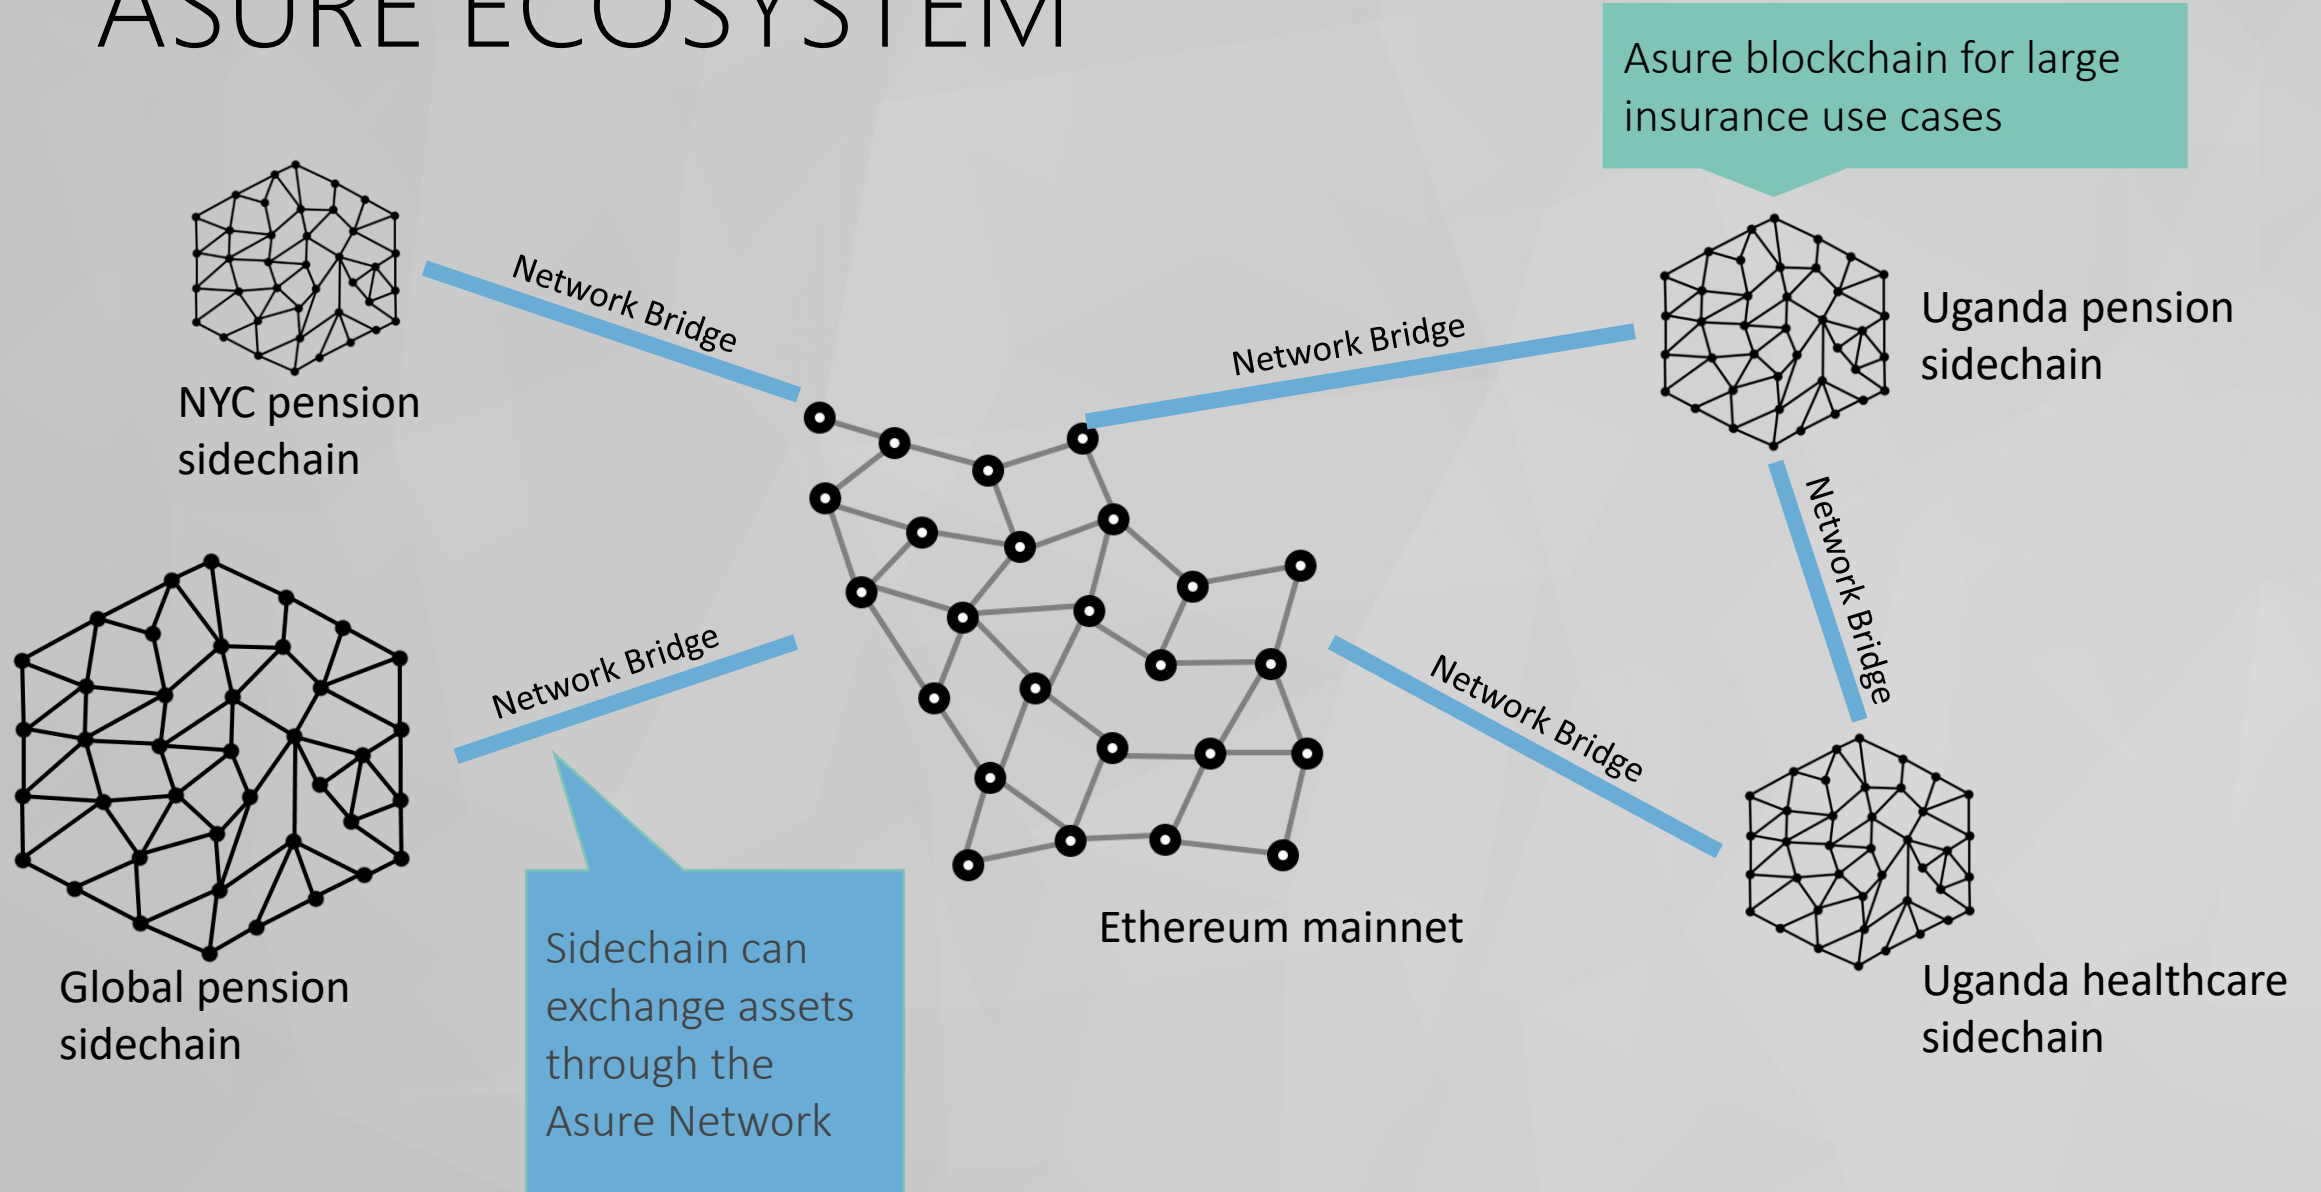 ASURE ECOSYSTEM
Asure blockchain for large
insurance use cases
Network Bridge
NYC pension
sidechain
Network Bridge
Uganda pension
sidechain
Network Bridge
Network Bridge
Network Bridge
Global pension
sidechain
Sidechain can
exchange assets
through the
Asure Network
Ethereum mainnet
Uganda healthcare
sidechain